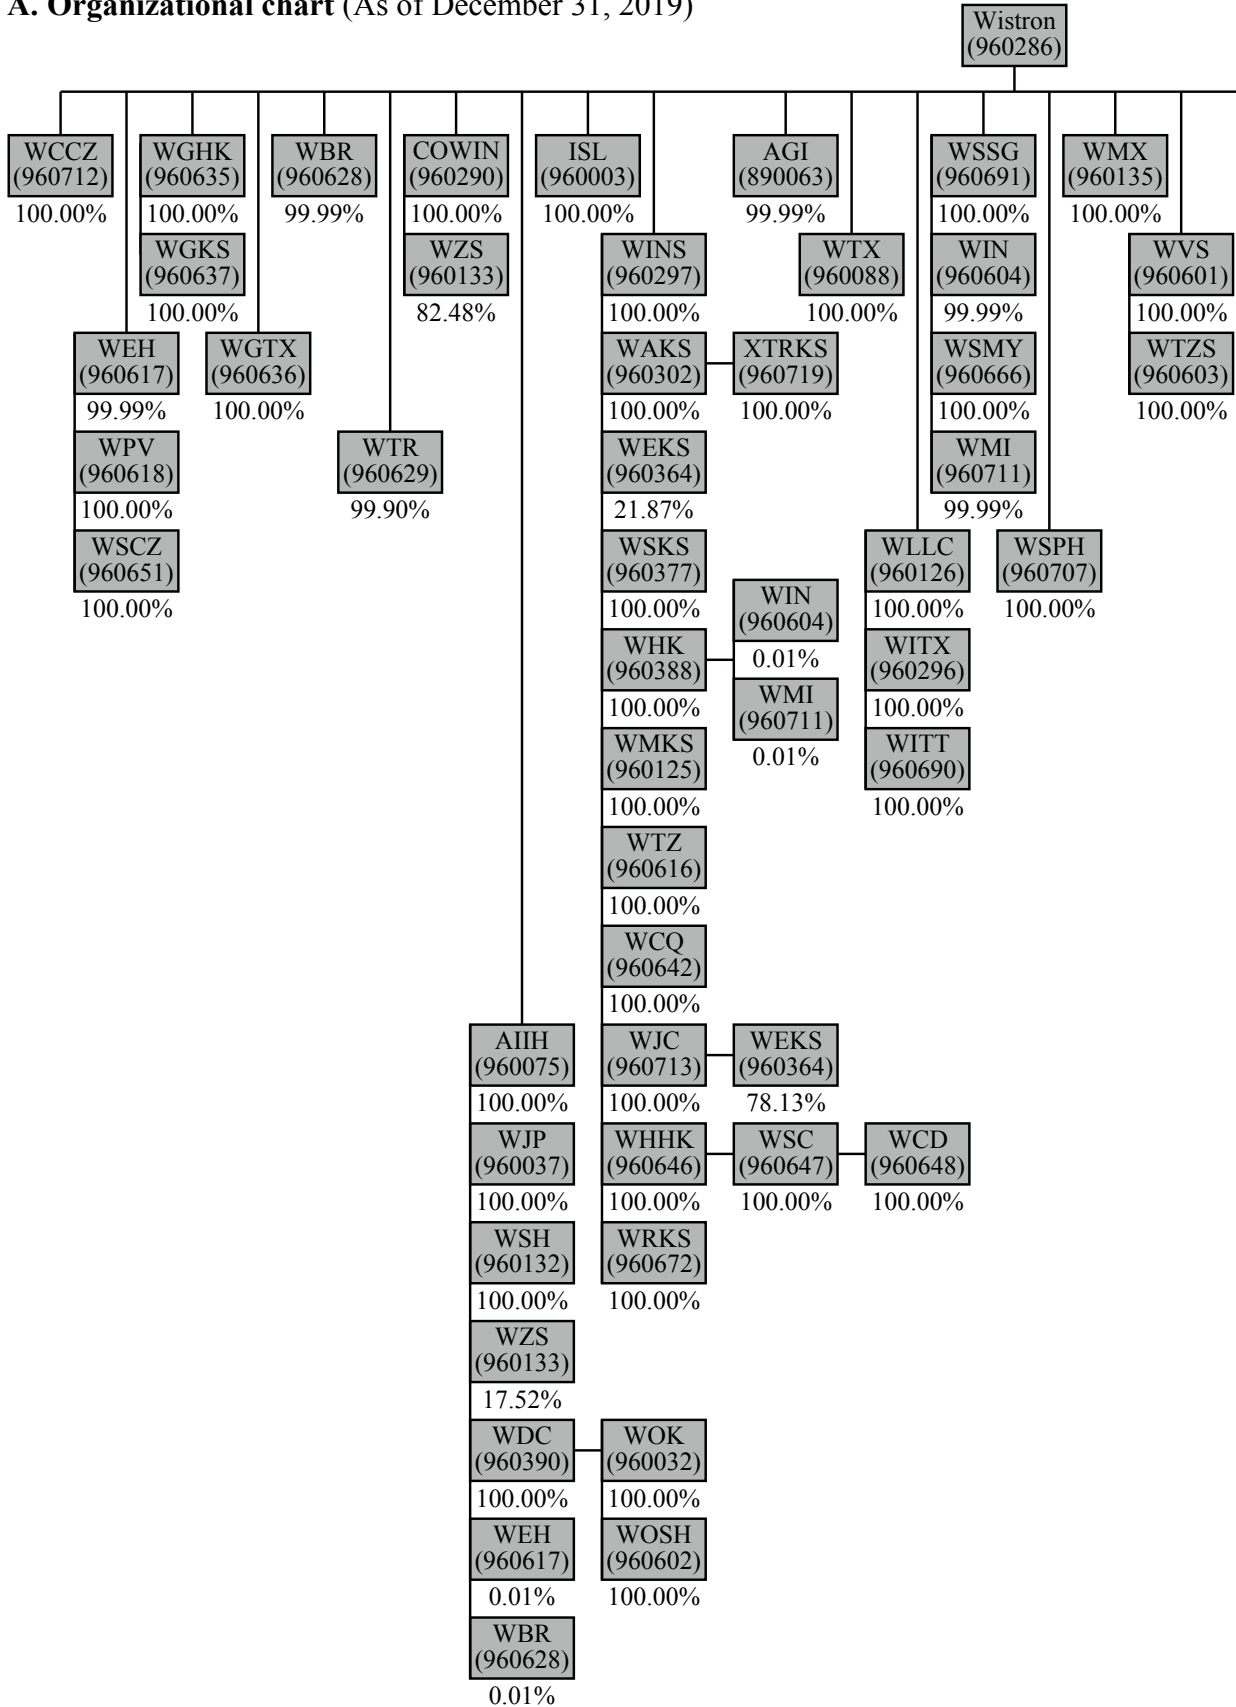 A. Organizational chart (As of December 31, 2019)
Wistron
(960286)
WCCZ
(960712)
100.00%
WGHK
(960635)
100.00%
WGKS
(960637)
100.00%
WBR
(960628)
99.99%
COWIN
(960290)
100.00%
WZS
(960133)
82.48%
ISL
(960003)
100.00%
AGI
(890063)
99.99%
WSSG
(960691)
100.00%
WIN
(960604)
99.99%
WSMY
(960666)
100.00%
WMI
(960711)
99.99%
WMX
(960135)
100.00%
WVS
(960601)
100.00%
WTZS
(960603)
100.00%
WTX
(960088)
100.00%
WEH
(960617)
99.99%
WPV
(960618)
100.00%
WSCZ
(960651)
100.00%
WGTX
(960636)
100.00%
WTR
(960629)
99.90%
WINS
(960297)
100.00%
WAKS
(960302)
100.00%
XTRKS
(960719)
100.00%
WEKS
(960364)
21.87%
WSKS
(960377)
100.00%
WHK
(960388)
100.00%
WIN
(960604)
0.01%
WMI
(960711)
0.01%
WMKS
(960125)
100.00%
WTZ
(960616)
100.00%
WCQ
(960642)
100.00%
WJC
(960713)
100.00%
WEKS
(960364)
78.13%
WHHK
(960646)
100.00%
WSC
(960647)
100.00%
WCD
(960648)
100.00%
WRKS
(960672)
100.00%
WLLC
(960126)
100.00%
WITX
(960296)
100.00%
WITT
(960690)
100.00%
WSPH
(960707)
100.00%
AIIH
(960075)
100.00%
WJP
(960037)
100.00%
WSH
(960132)
100.00%
WZS
(960133)
17.52%
WDC
(960390)
100.00%
WOK
(960032)
100.00%
WOSH
(960602)
100.00%
WEH
(960617)
0.01%
WBR
(960628)
0.01%